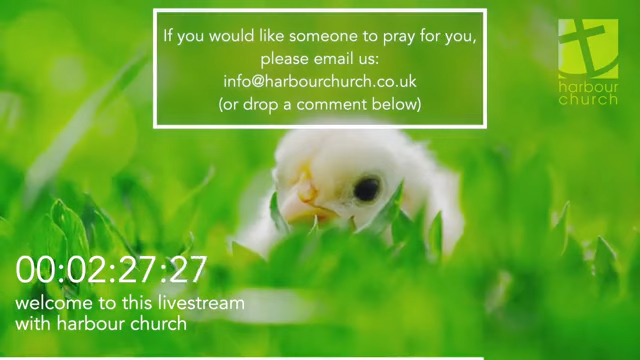 If you would like someone to pray for you,
please email us:
info@harbourchurch.co.uk
(or drop a comment below)
harbour
church
00:02:27:27
welcome to this livestream
with harbour church